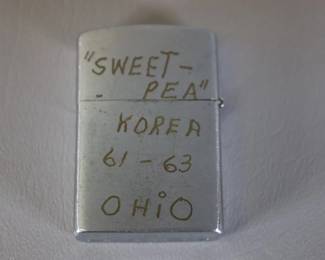 "SWEET-
PEA"
KOREA
61-63
OHiO